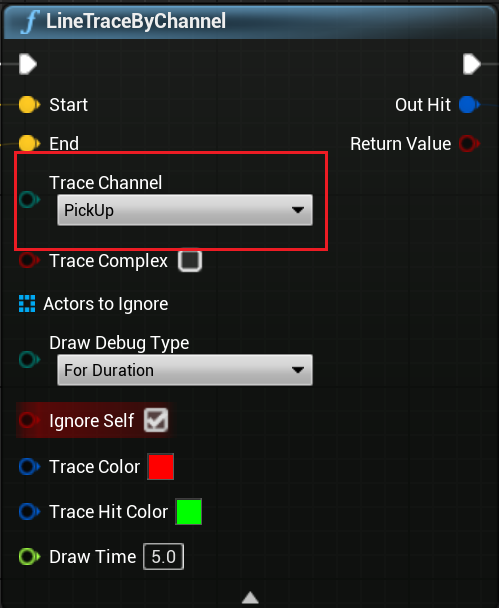 f LineTraceByChannel
Start
Out Hit
End
Return Value
Trace Channel
PickUp
Trace Complex
Actors to Ignore
Draw Debug Type
For Duration
Ignore Self
Trace Color
Trace Hit Color
Draw Time 5.0